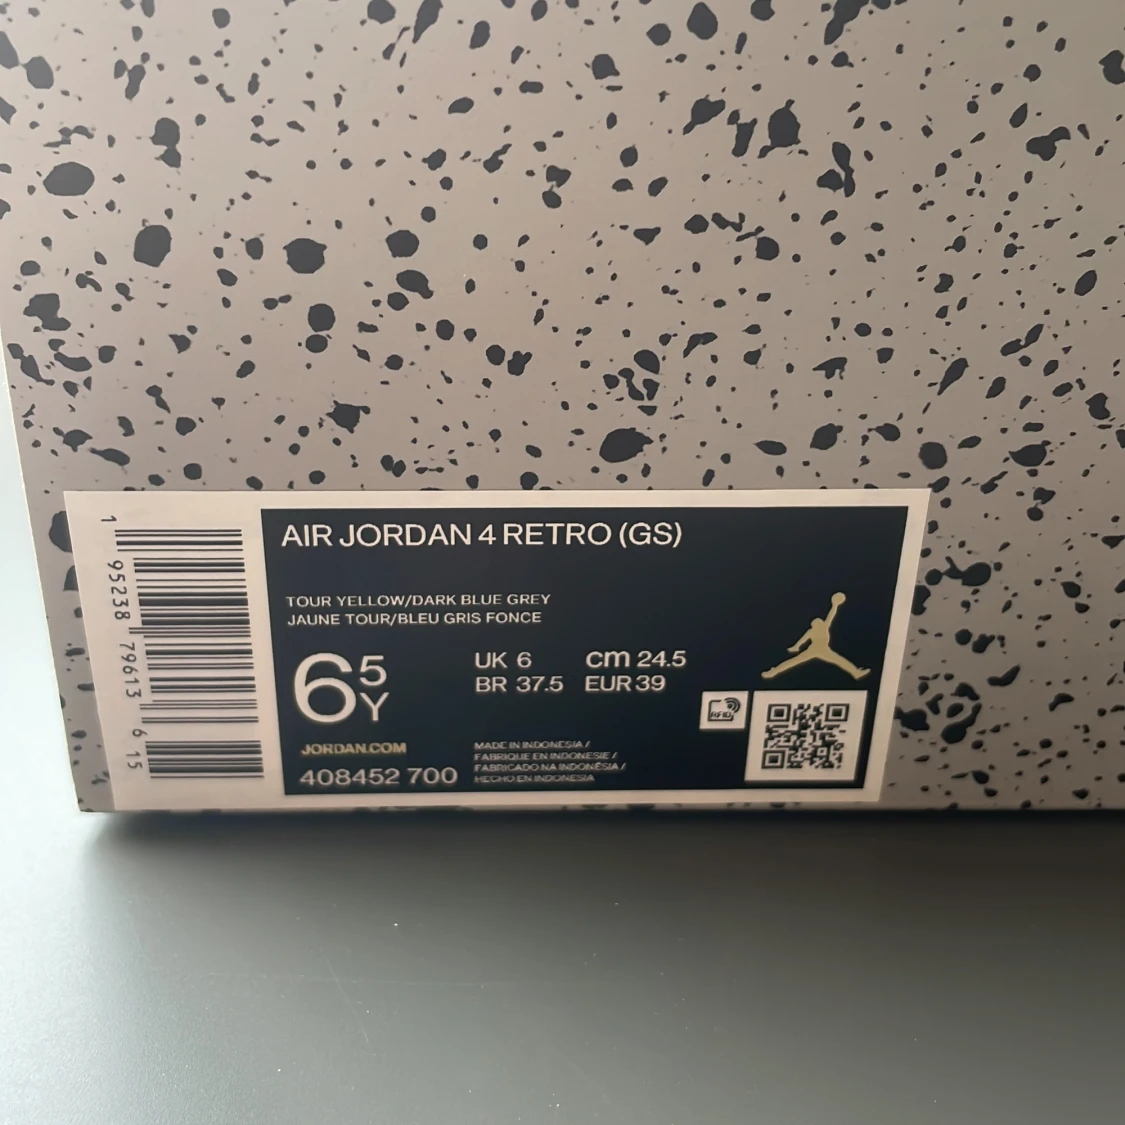 AIR JORDAN 4 RETRO (GS)
TOUR YELLOW/DARK BLUE GREY
JAUNE TOUR/BLEU GRIS FONCE
6 5 Y
UK 6
cm 24.5
BR 37.5
EUR 39
RFID
JORDAN.COM
408452 700
MADE IN INDONESIA /
FABRIQUE EN INDONESIE /
FABRICADO NA INDONÉSIA /
HECHO EN INDONESIA
1 95238 79613 6 15